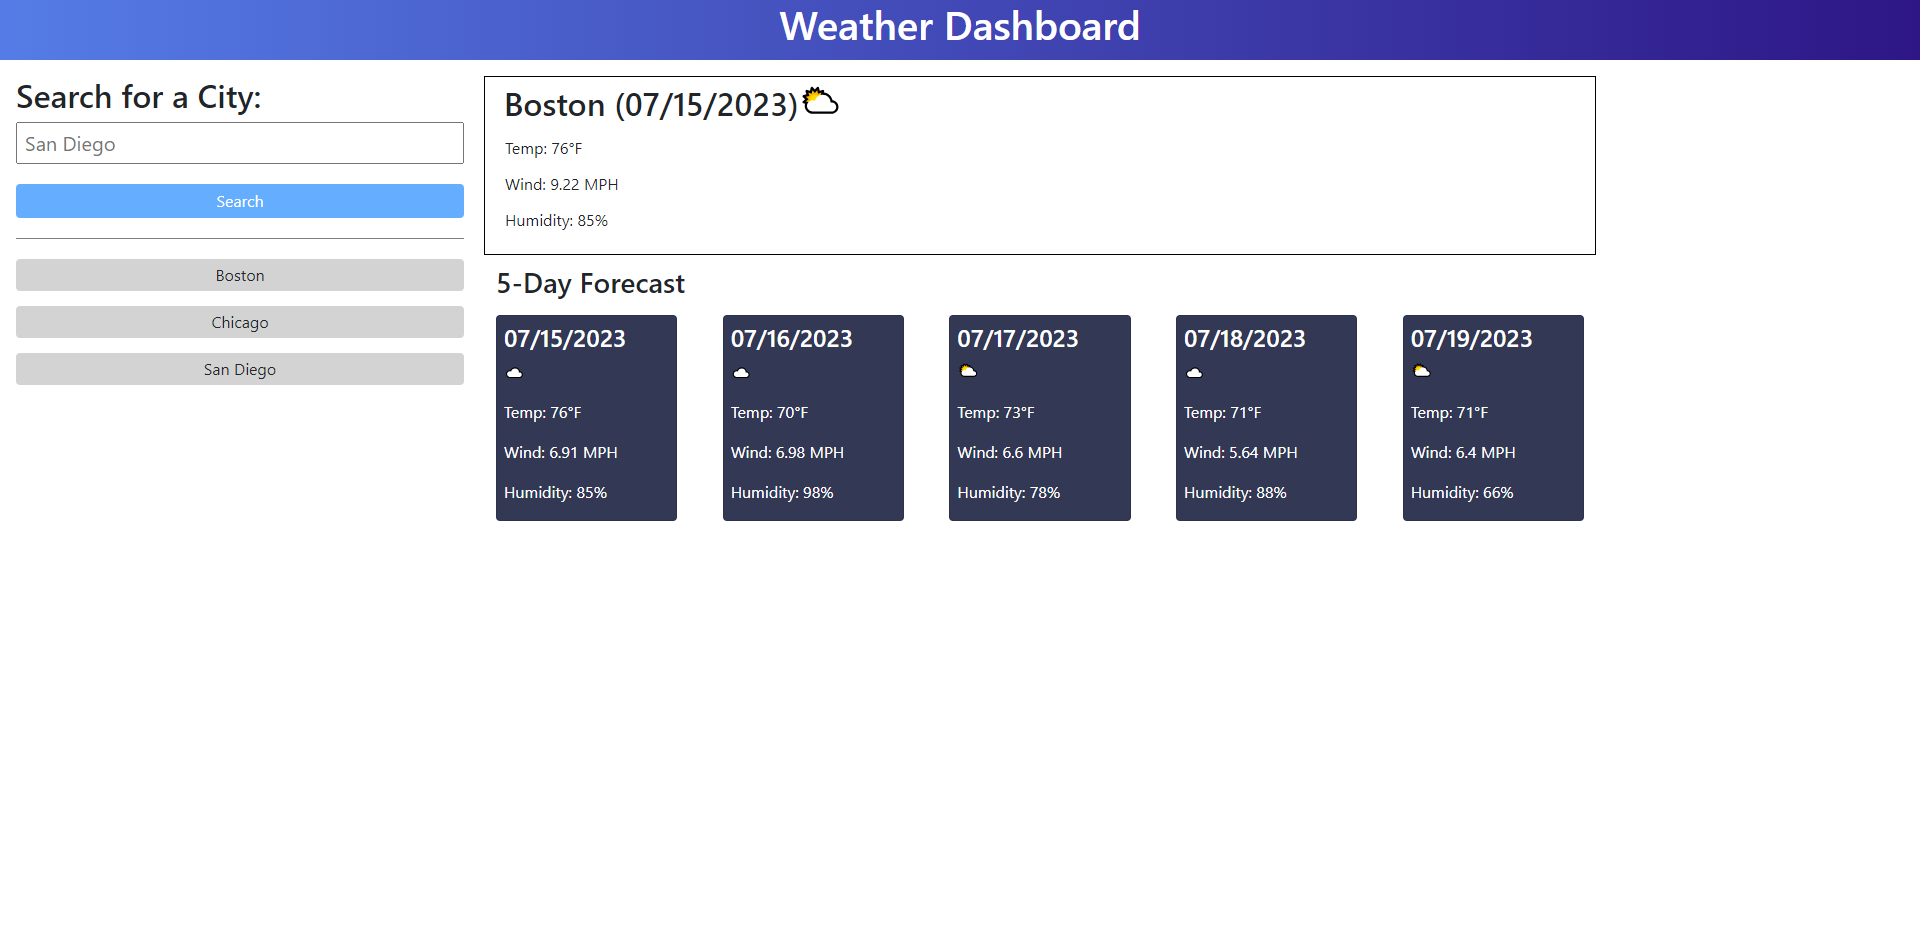 Weather Dashboard
Search for a City:
San Diego
Search
Boston
Chicago
San Diego
Boston (07/15/2023)
Temp: 76°F
Wind: 9.22 MPH
Humidity: 85%
5-Day Forecast
07/15/2023
Temp: 76°F
Wind: 6.91 MPH
Humidity: 85%
07/16/2023
Temp: 70°F
Wind: 6.98 MPH
Humidity: 98%
07/17/2023
Temp: 73°F
Wind: 6.6 MPH
Humidity: 78%
07/18/2023
Temp: 71°F
Wind: 5.64 MPH
Humidity: 88%
07/19/2023
Temp: 71°F
Wind: 6.4 MPH
Humidity: 66%